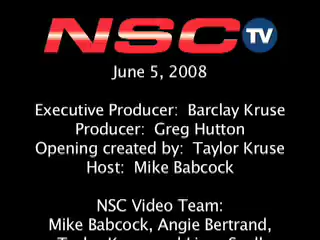 NSC TV
June 5, 2008
Executive Producer: Barclay Kruse
Producer: Greg Hutton
Opening created by: Taylor Kruse
Host: Mike Babcock
NSC Video Team:
Mike Babcock, Angie Bertrand,